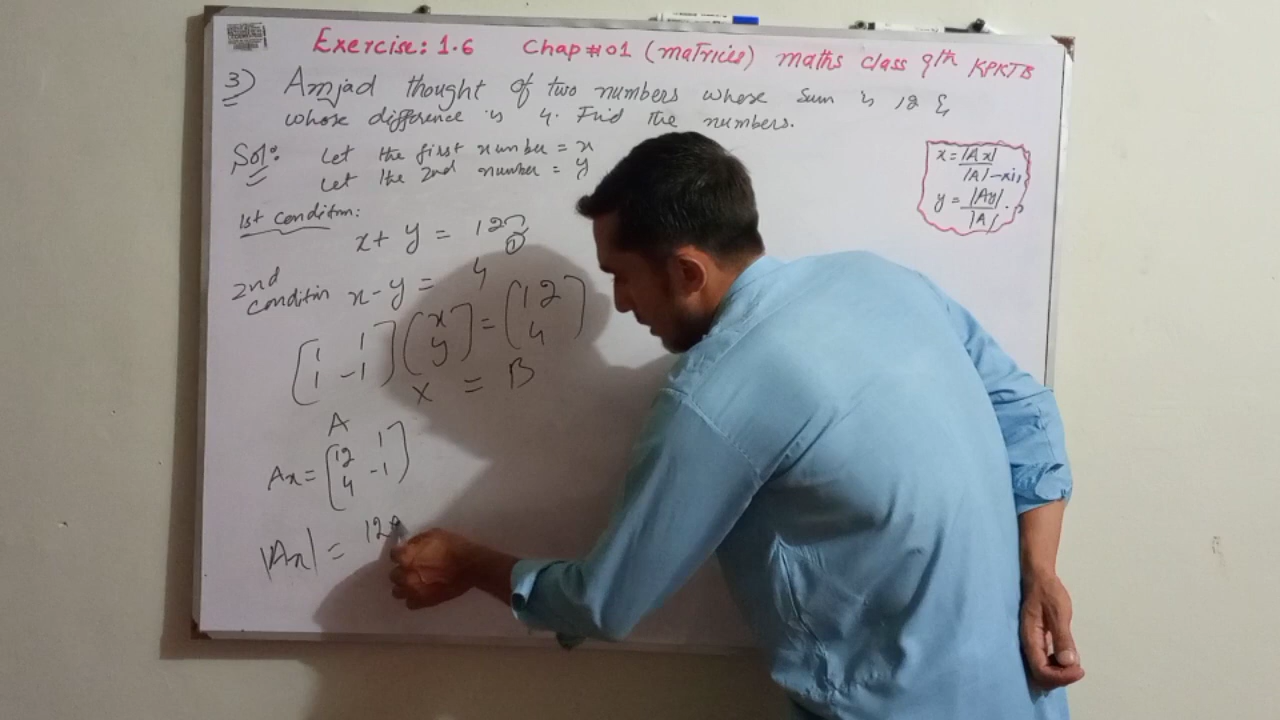 Exercise: 1.6 Chap # 01 (matrices) maths class 9th KPKTB
3) Amjad thought of two numbers whose sum is 12 &
whose difference is 4. Find the numbers.
Sol: Let the first number = x
Let the 2nd number = y
1st condition:
x + y = 12 ①
2nd condition x - y = 4
[1 1
1 -1] [x
y] = [12
4]
A X = B
Ax = [12 1
4 -1]
|Ax| = 12
x = |Ax|
|A|
y = |Ay|
|A|